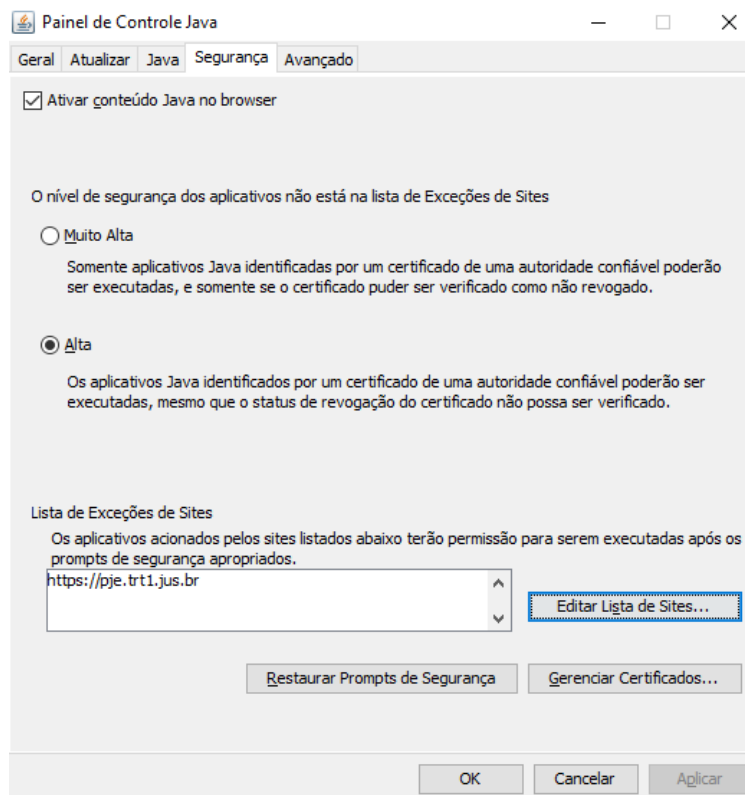 Painel de Controle Java
Geral Atualizar Java Segurança Avançado
Ativar conteúdo Java no browser
O nível de segurança dos aplicativos não está na lista de Exceções de Sites
Muito Alta
Somente aplicativos Java identificadas por um certificado de uma autoridade confiável poderão
ser executadas, e somente se o certificado puder ser verificado como não revogado.
Alta
Os aplicativos Java identificados por um certificado de uma autoridade confiável poderão ser
executadas, mesmo que o status de revogação do certificado não possa ser verificado.
Lista de Exceções de Sites
Os aplicativos acionados pelos sites listados abaixo terão permissão para serem executadas após os
prompts de segurança apropriados.
https://pje.trt1.jus.br
Editar Lista de Sites...
Restaurar Prompts de Segurança Gerenciar Certificados...
OK Cancelar Aplicar